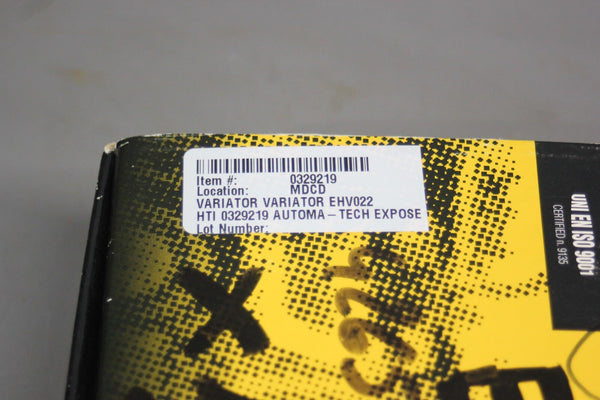 Item #: 0329219
Location: MDCD
VARIATOR VARIATOR EHV022
HTI 0329219 AUTOMA-TECH EXPOSE
Lot Number:
UNI EN ISO 9001
CERTIFIED n. 9135